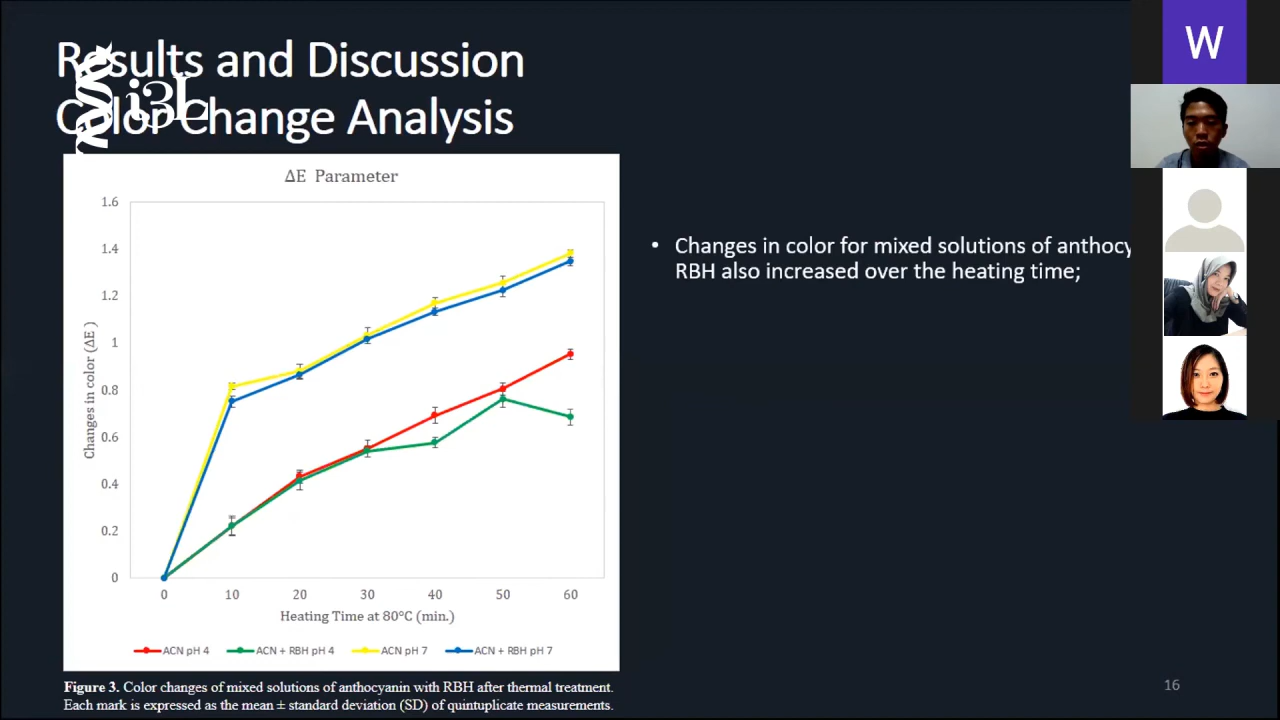 Results and Discussion
Color Change Analysis
i3L
W
ΔE Parameter
1.6
1.4
1.2
1
0.8
0.6
0.4
0.2
0
Changes in color (ΔE )
0 10 20 30 40 50 60
Heating Time at 80°C (min.)
ACN pH 4 ACN + RBH pH 4 ACN pH 7 ACN + RBH pH 7
Figure 3. Color changes of mixed solutions of anthocyanin with RBH after thermal treatment.
Each mark is expressed as the mean ± standard deviation (SD) of quintuplicate measurements.
• Changes in color for mixed solutions of anthocy
RBH also increased over the heating time;
16